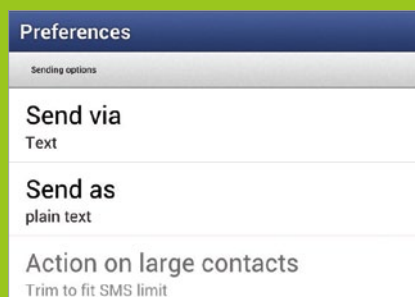 Preferences
Sending options
Send via
Text
Send as
plain text
Action on large contacts
Trim to fit SMS limit